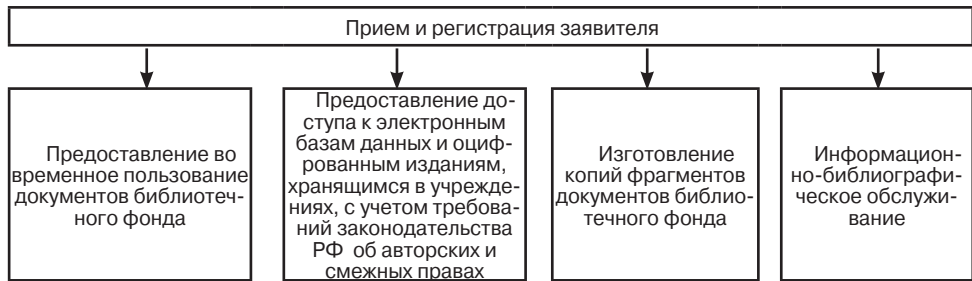 Прием и регистрация заявителя
Предоставление во
временное пользование
документов библиотеч-
ного фонда
Предоставление до-
ступа к электронным
базам данных и оциф-
рованным изданиям,
хранящимся в учрежде-
ниях, с учетом требова-
ний законодательства
РФ об авторских и
смежных правах
Изготовление
копий фрагментов
документов библио-
течного фонда
Информацион-
но-библиографи-
ческое обслужи-
вание